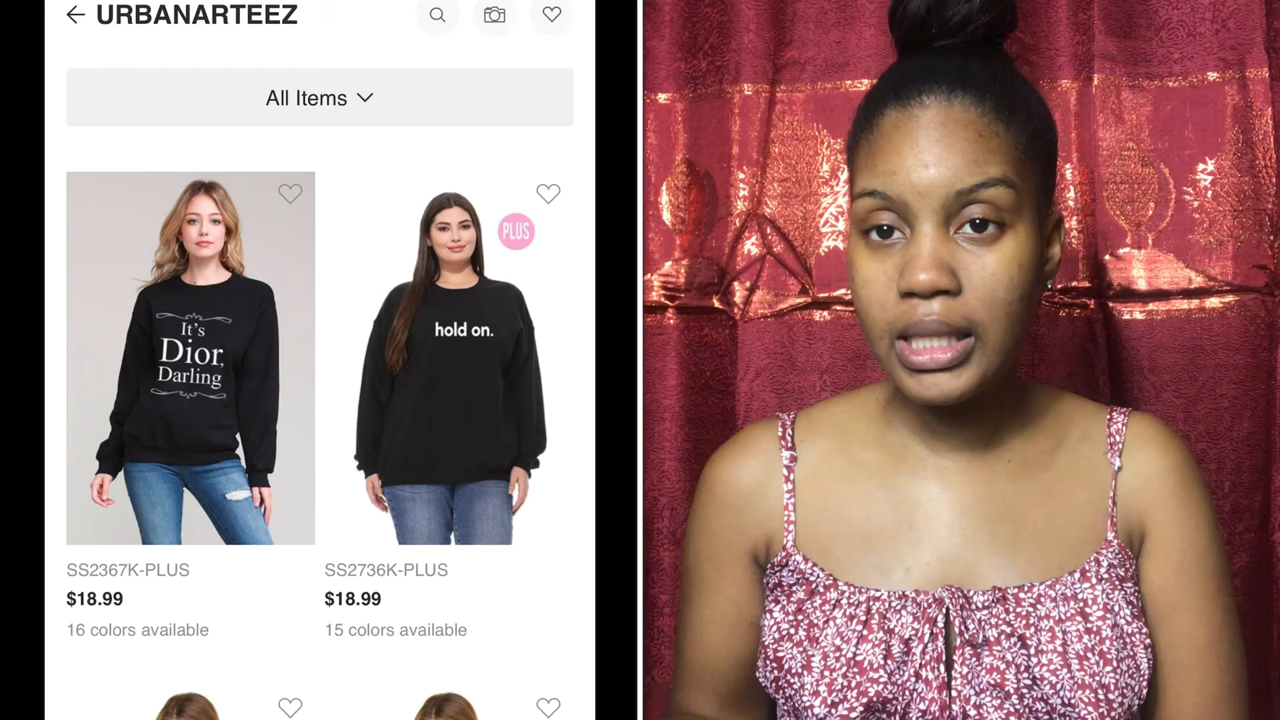 URBANARTEEZ
All Items
It's
Dior,
Darling
PLUS
hold on.
SS2367K-PLUS
$18.99
16 colors available
SS2736K-PLUS
$18.99
15 colors available